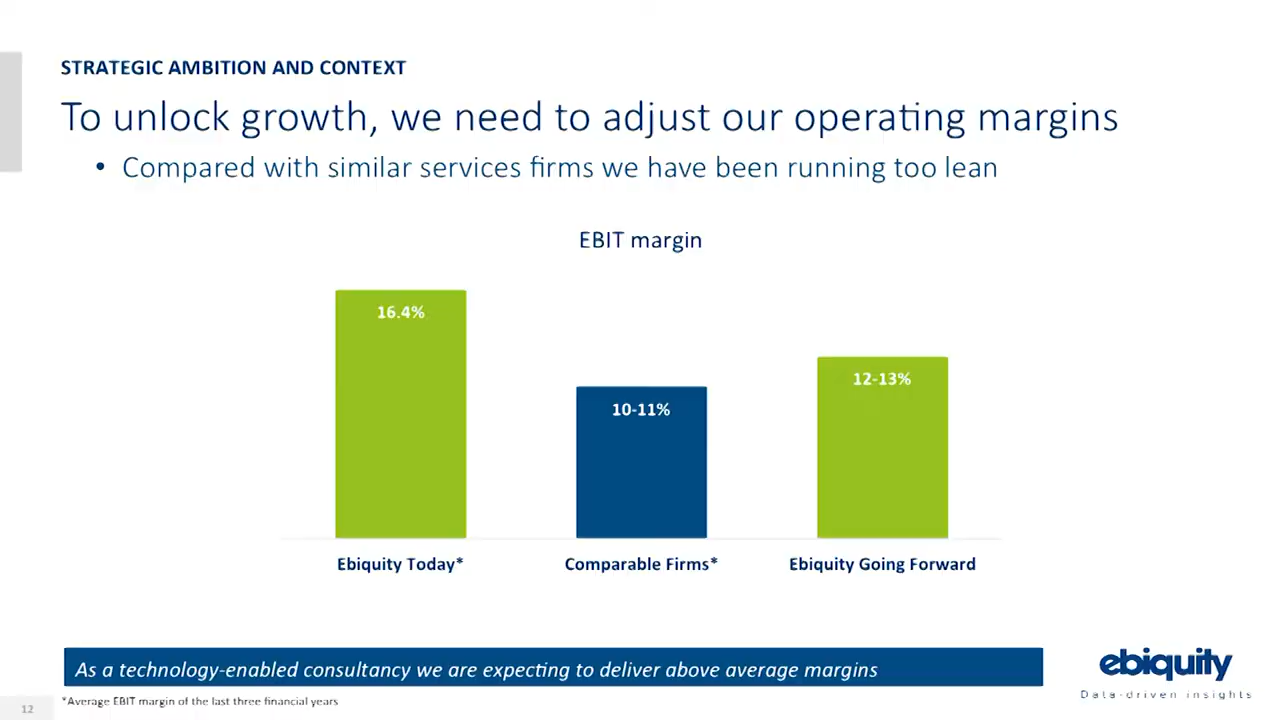 STRATEGIC AMBITION AND CONTEXT
To unlock growth, we need to adjust our operating margins
• Compared with similar services firms we have been running too lean
EBIT margin
16.4%
10-11%
12-13%
Ebiquity Today*
Comparable Firms*
Ebiquity Going Forward
As a technology-enabled consultancy we are expecting to deliver above average margins
*Average EBIT margin of the last three financial years
12
ebiquity
Data-driven insights